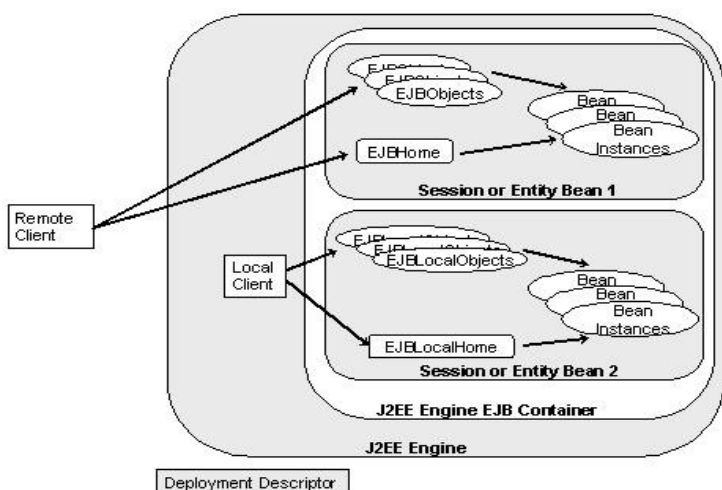 EJBObjects
EJBHome
Bean
Bean
Bean
Instances
Session or Entity Bean 1
Remote
Client
Local
Client
EJBLocalObjects
EJBLocalHome
Bean
Bean
Bean
Instances
Session or Entity Bean 2
J2EE Engine EJB Container
J2EE Engine
Deployment Descriptor